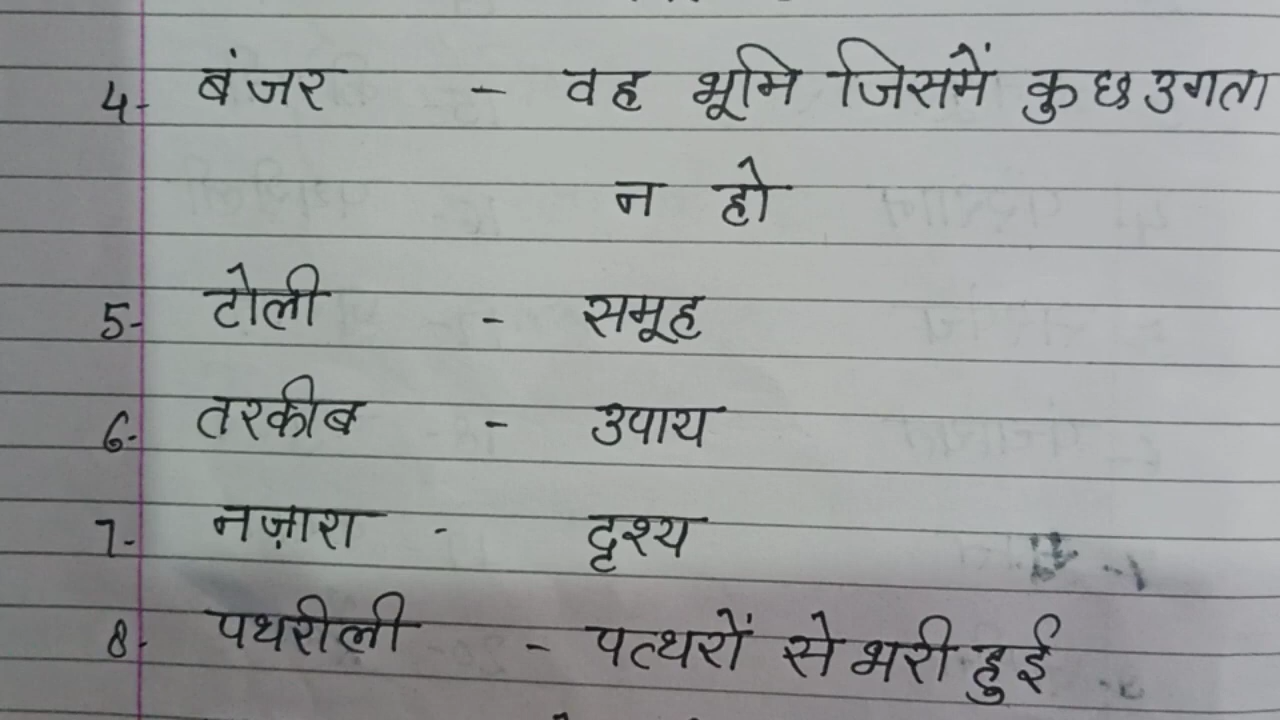 4- बंजर - वह भूमि जिसमें कुछ उगता
न हो
5- टोली - समूह
6- तरकीब - उपाय
7- नज़ारा - दृश्य
8- पथरीली - पत्थरों से भरी हुई